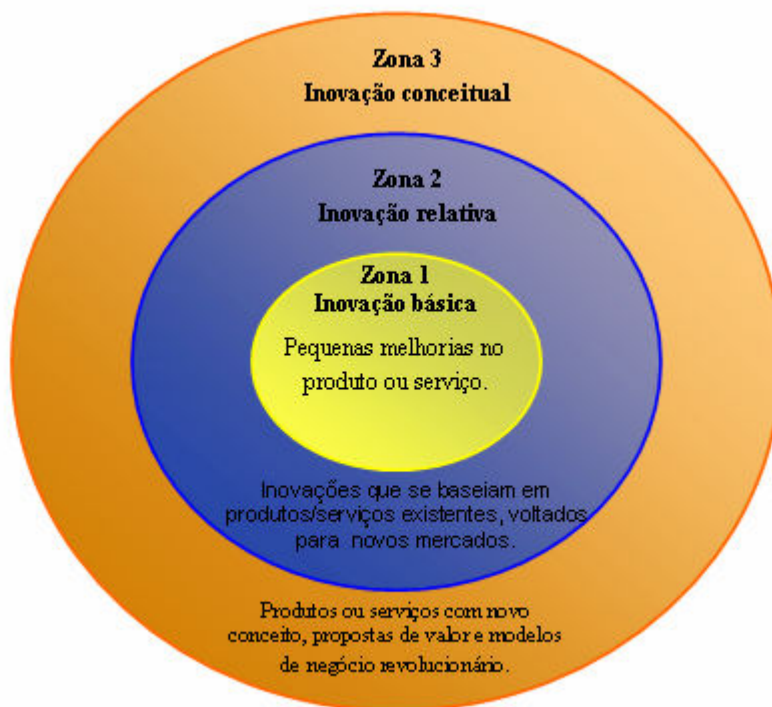 Zona 3
Inovação conceitual
Zona 2
Inovação relativa
Zona 1
Inovação básica
Pequenas melhorias no
produto ou serviço.
Inovações que se baseiam em
produtos/serviços existentes, voltados
para novos mercados.
Produtos ou serviços com novo
conceito, propostas de valor e modelos
de negócio revolucionário.